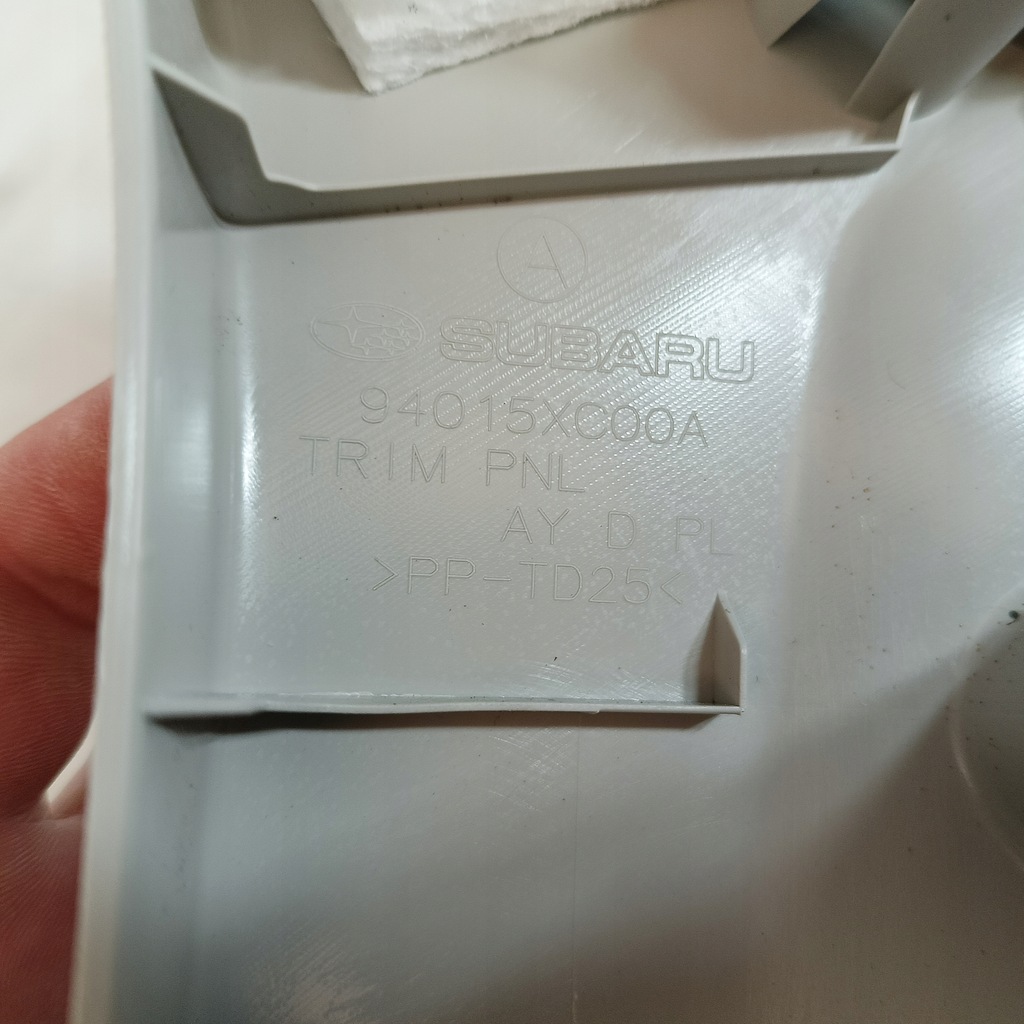 A
SUBARU
94015XC00A
TRIM PNL
AY D PL
>PP-TD25<